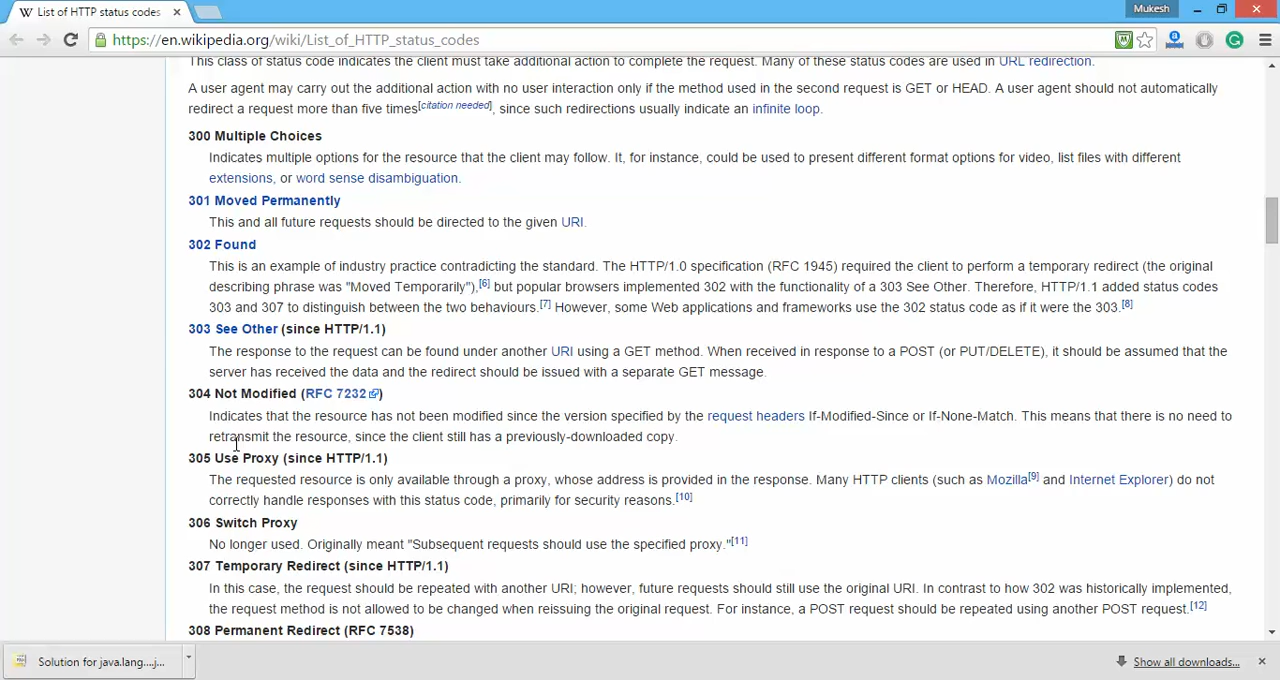 W List of HTTP status codes ×
Mukesh
https://en.wikipedia.org/wiki/List_of_HTTP_status_codes
This class of status code indicates the client must take additional action to complete the request. Many of these status codes are used in URL redirection.
A user agent may carry out the additional action with no user interaction only if the method used in the second request is GET or HEAD. A user agent should not automatically
redirect a request more than five times[citation needed], since such redirections usually indicate an infinite loop.
300 Multiple Choices
Indicates multiple options for the resource that the client may follow. It, for instance, could be used to present different format options for video, list files with different
extensions, or word sense disambiguation.
301 Moved Permanently
This and all future requests should be directed to the given URI.
302 Found
This is an example of industry practice contradicting the standard. The HTTP/1.0 specification (RFC 1945) required the client to perform a temporary redirect (the original
describing phrase was "Moved Temporarily"),[6] but popular browsers implemented 302 with the functionality of a 303 See Other. Therefore, HTTP/1.1 added status codes
303 and 307 to distinguish between the two behaviours.[7] However, some Web applications and frameworks use the 302 status code as if it were the 303.[8]
303 See Other (since HTTP/1.1)
The response to the request can be found under another URI using a GET method. When received in response to a POST (or PUT/DELETE), it should be assumed that the
server has received the data and the redirect should be issued with a separate GET message.
304 Not Modified (RFC 7232)
Indicates that the resource has not been modified since the version specified by the request headers If-Modified-Since or If-None-Match. This means that there is no need to
retransmit the resource, since the client still has a previously-downloaded copy.
305 Use Proxy (since HTTP/1.1)
The requested resource is only available through a proxy, whose address is provided in the response. Many HTTP clients (such as Mozilla[9] and Internet Explorer) do not
correctly handle responses with this status code, primarily for security reasons.[10]
306 Switch Proxy
No longer used. Originally meant "Subsequent requests should use the specified proxy."[11]
307 Temporary Redirect (since HTTP/1.1)
In this case, the request should be repeated with another URI; however, future requests should still use the original URI. In contrast to how 302 was historically implemented,
the request method is not allowed to be changed when reissuing the original request. For instance, a POST request should be repeated using another POST request.[12]
308 Permanent Redirect (RFC 7538)
Solution for java.lang....j...
Show all downloads...